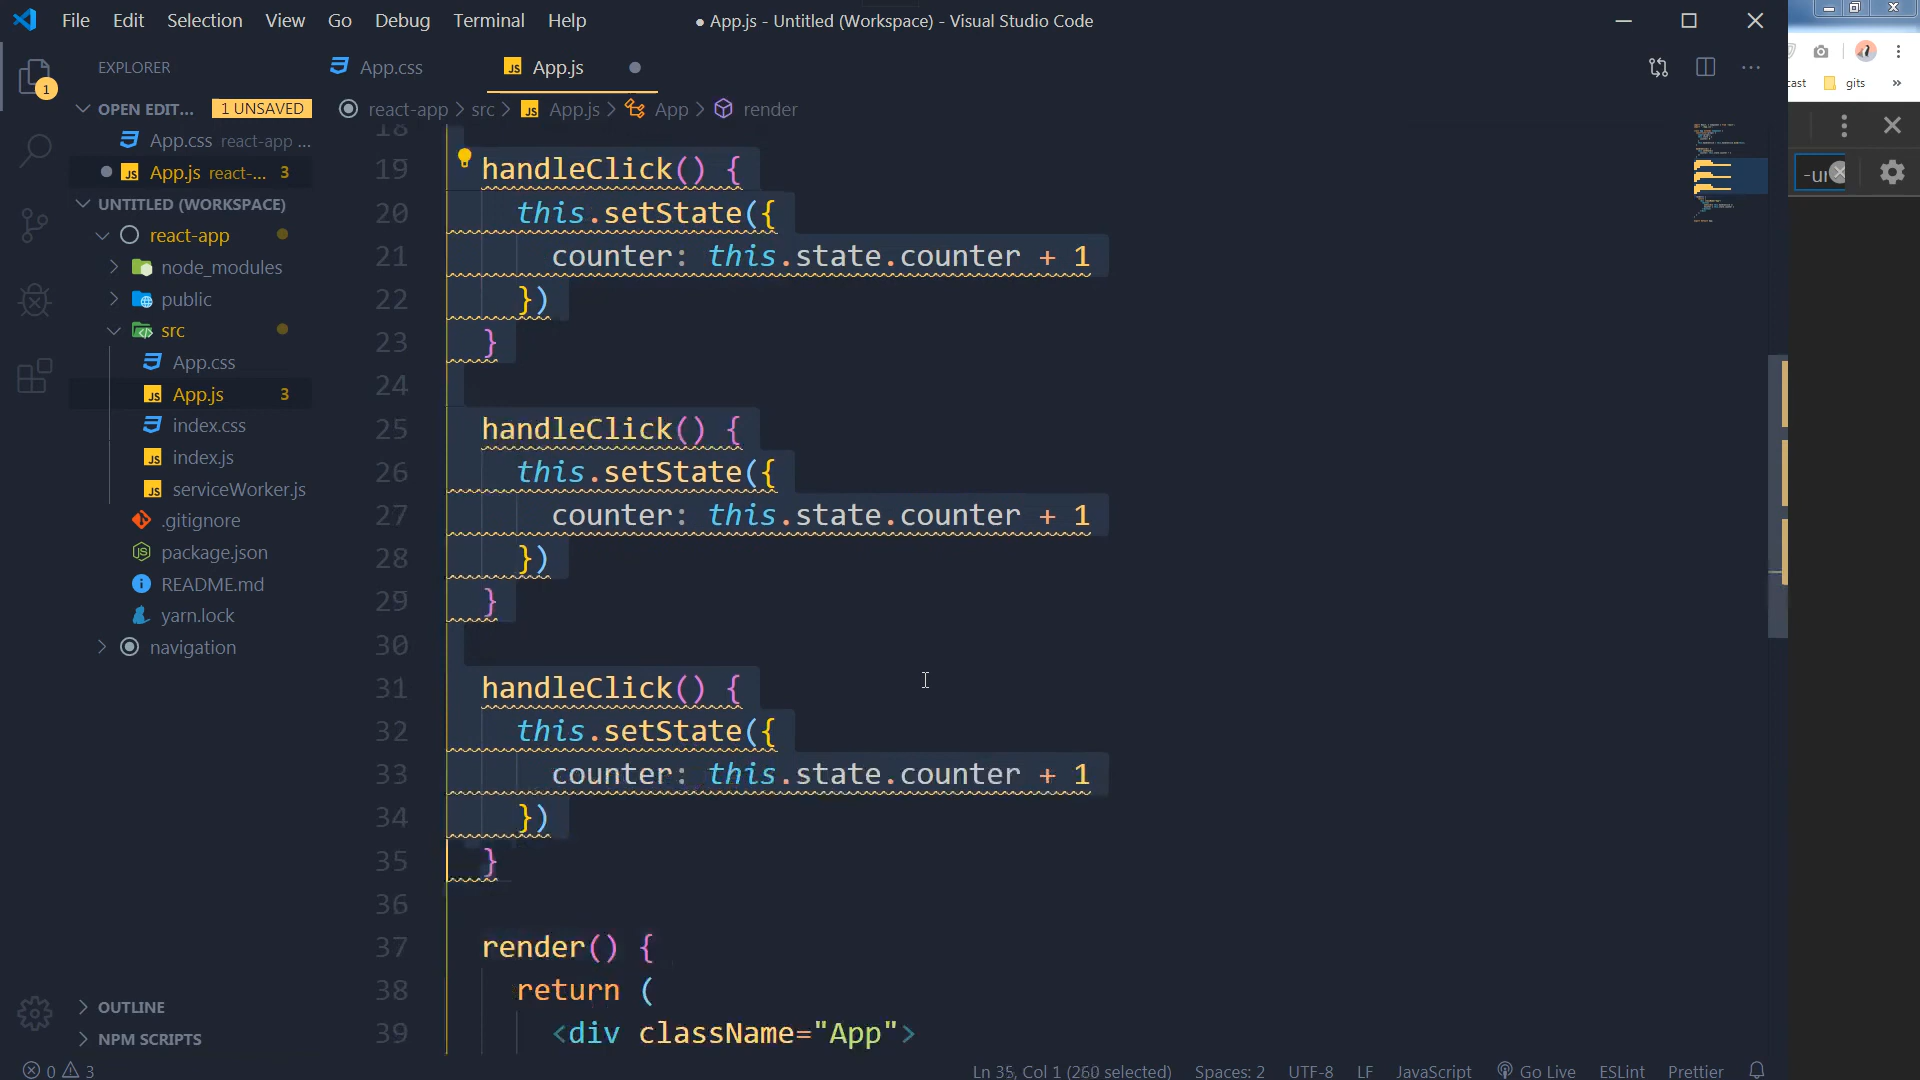 File Edit Selection View Go Debug Terminal Help
● App.js - Untitled (Workspace) - Visual Studio Code
EXPLORER
OPEN EDIT... 1 UNSAVED
App.css react-app ...
App.js react-... 3
UNTITLED (WORKSPACE)
react-app
node_modules
public
src
App.css
App.js 3
index.css
index.js
serviceWorker.js
.gitignore
package.json
README.md
yarn.lock
navigation
OUTLINE
NPM SCRIPTS
1
App.css App.js
react-app > src > App.js > App > render
18
19 handleClick() {
20 this.setState({
21 counter: this.state.counter + 1
22 })
23 }
24
25 handleClick() {
26 this.setState({
27 counter: this.state.counter + 1
28 })
29 }
30
31 handleClick() {
32 this.setState({
33 counter: this.state.counter + 1
34 })
35 }
36
37 render() {
38 return (
39 <div className="App">
cast gits »
0 3
Ln 35, Col 1 (260 selected) Spaces: 2 UTF-8 LF JavaScript Go Live ESLint Prettier